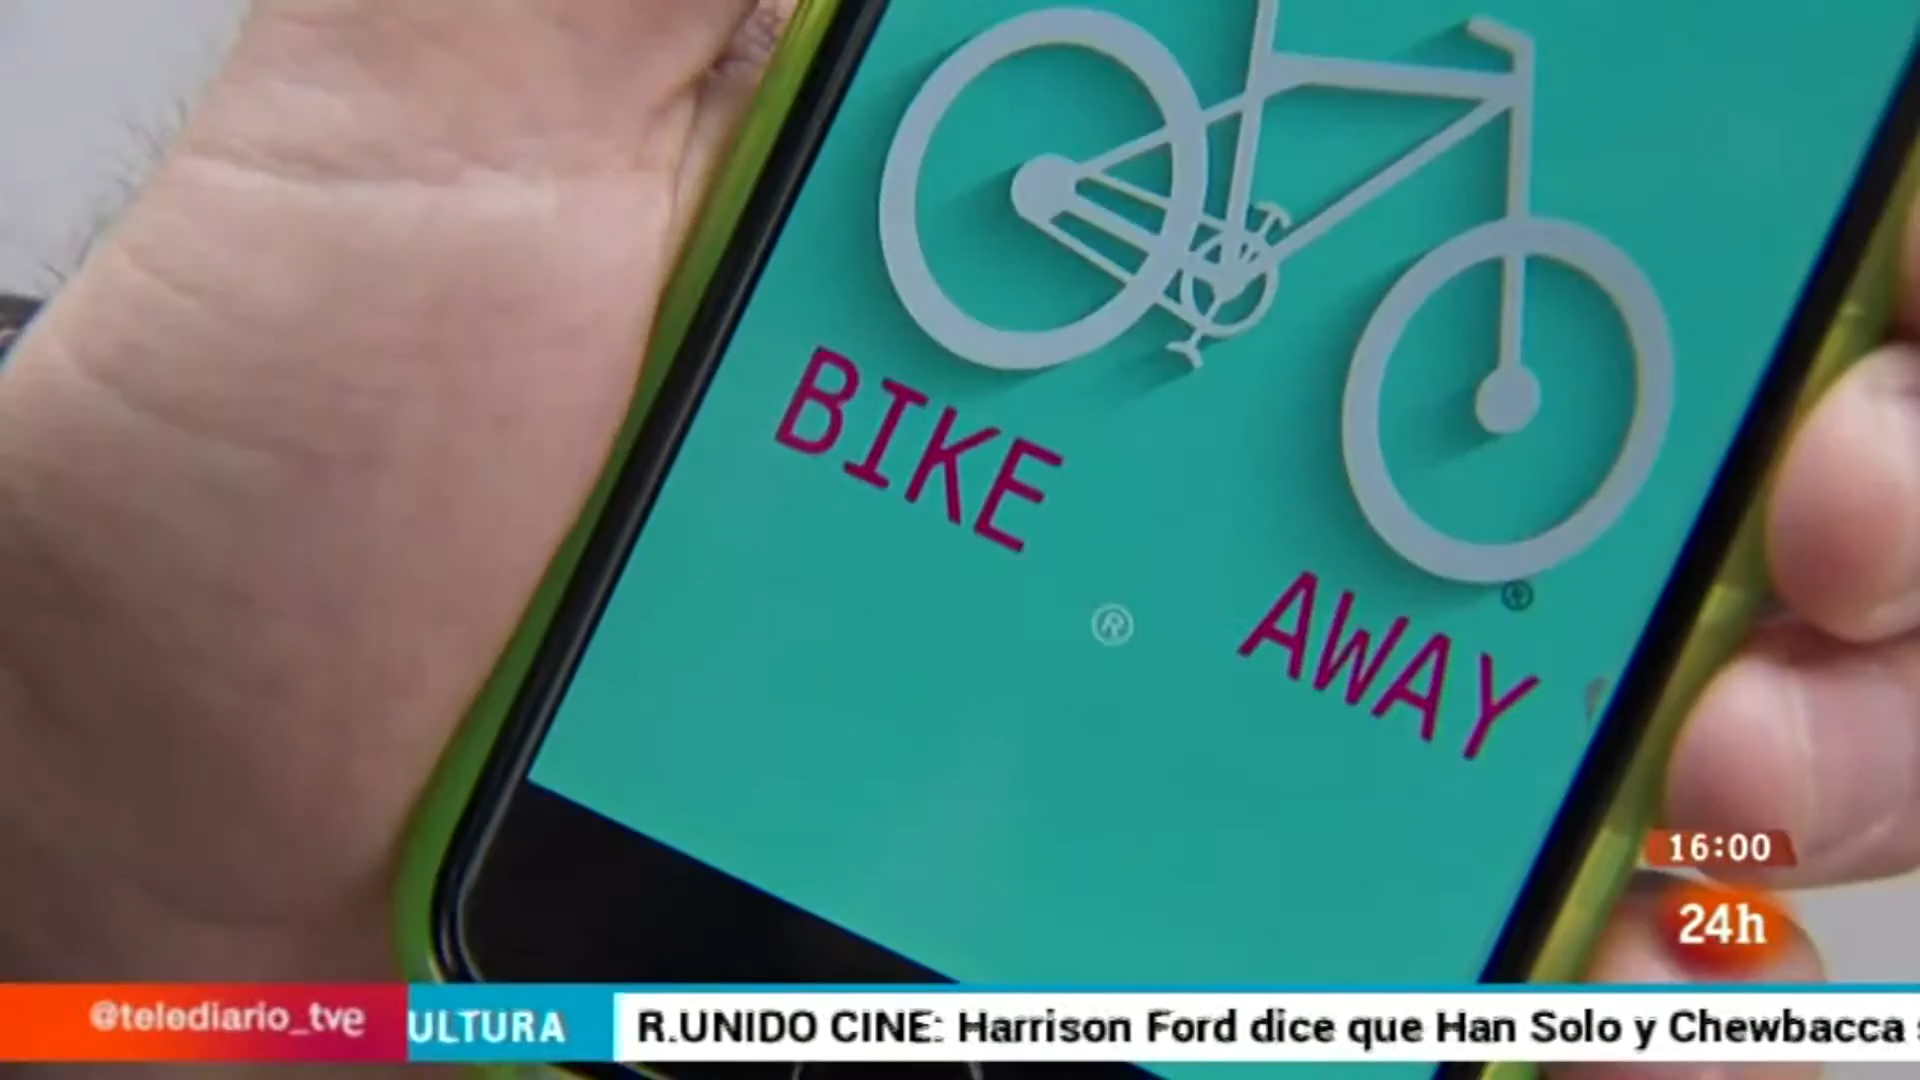 BIKE
®
®
AWAY
16:00
24h
@telediario_tve
ULTURA
R.UNIDO CINE: Harrison Ford dice que Han Solo y Chewbacca